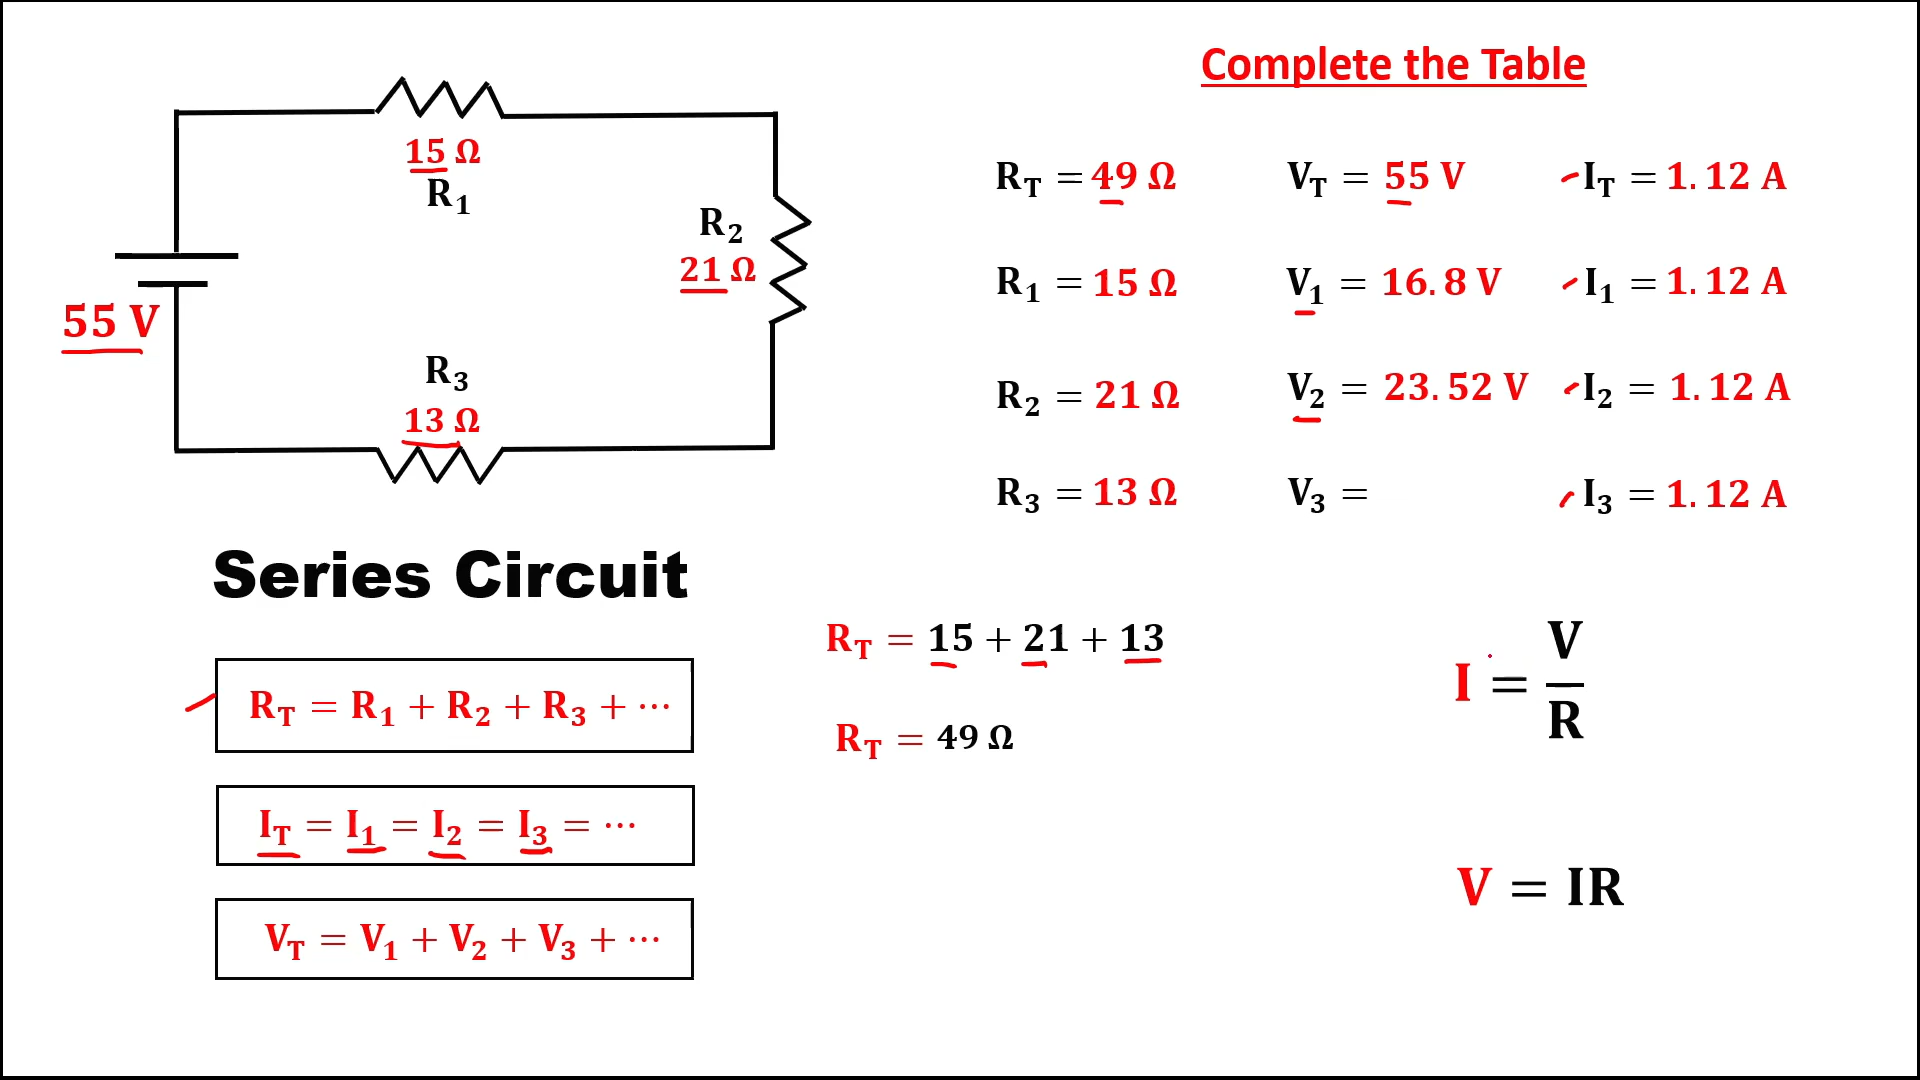 Complete the Table
15 Ω
R₁
R₂
21 Ω
55 V
R₃
13 Ω
R_T = 49 Ω V_T = 55 V I_T = 1.12 A
R₁ = 15 Ω V₁ = 16.8 V I₁ = 1.12 A
R₂ = 21 Ω V₂ = 23.52 V I₂ = 1.12 A
R₃ = 13 Ω V₃ = I₃ = 1.12 A
Series Circuit
R_T = R₁ + R₂ + R₃ + ⋯
I_T = I₁ = I₂ = I₃ = ⋯
V_T = V₁ + V₂ + V₃ + ⋯
R_T = 15 + 21 + 13
R_T = 49 Ω
I = V/R
V = IR